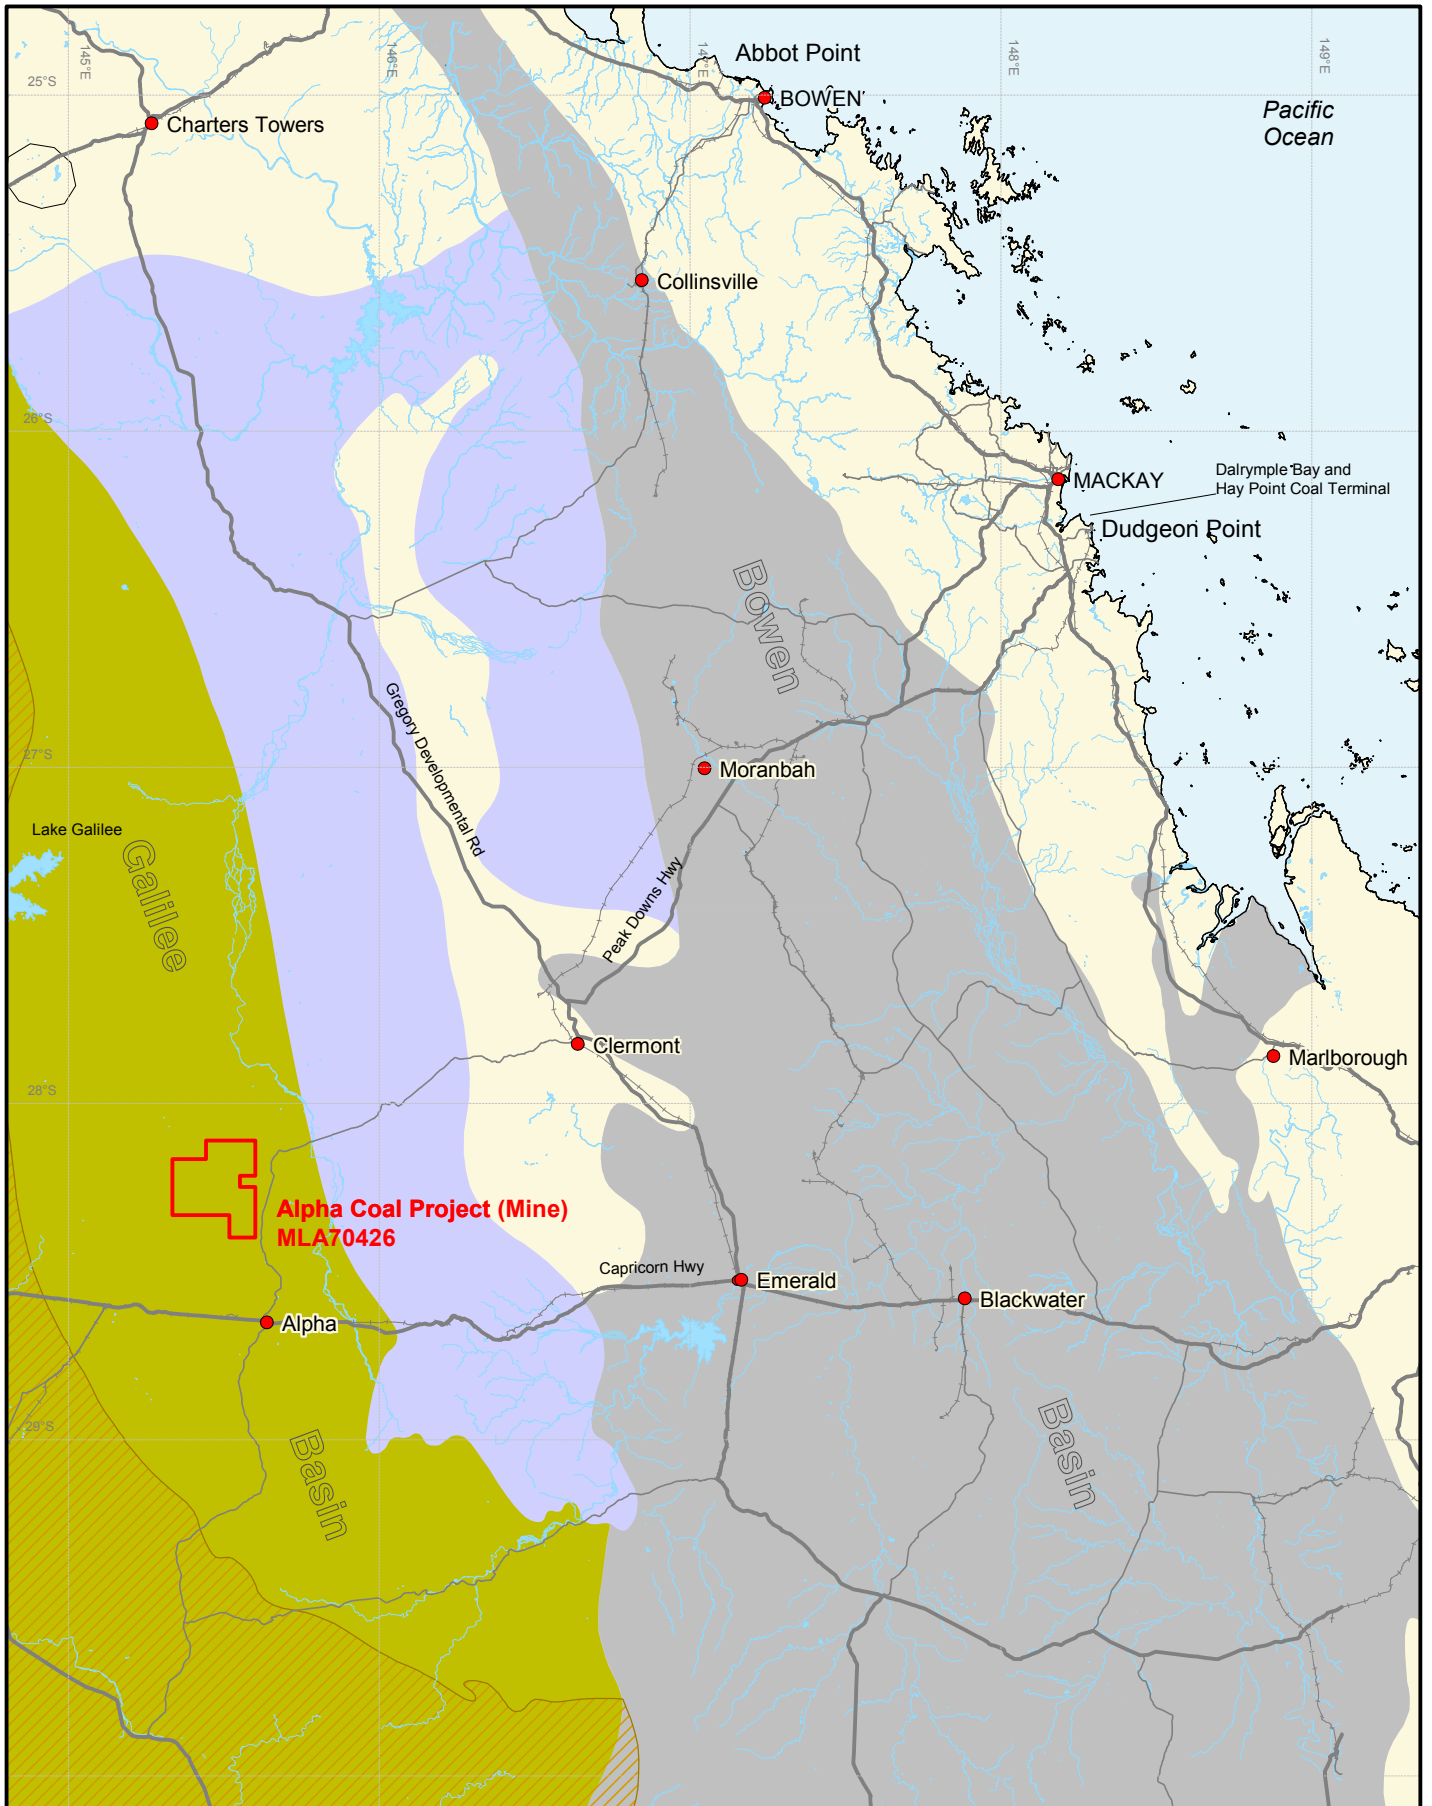 145°E
146°E
147°E
148°E
149°E
Abbot Point
25°S
BOWEN
Pacific
Ocean
Charters Towers
Collinsville
26°S
Dalrymple Bay and
Hay Point Coal Terminal
MACKAY
Dudgeon Point
Bowen
Gregory Developmental Rd
27°S
Moranbah
Lake Galilee
Galilee
Peak Downs Hwy
Clermont
Marlborough
28°S
Alpha Coal Project (Mine)
MLA70426
Capricorn Hwy
Emerald
Blackwater
Alpha
29°S
Basin
Basin